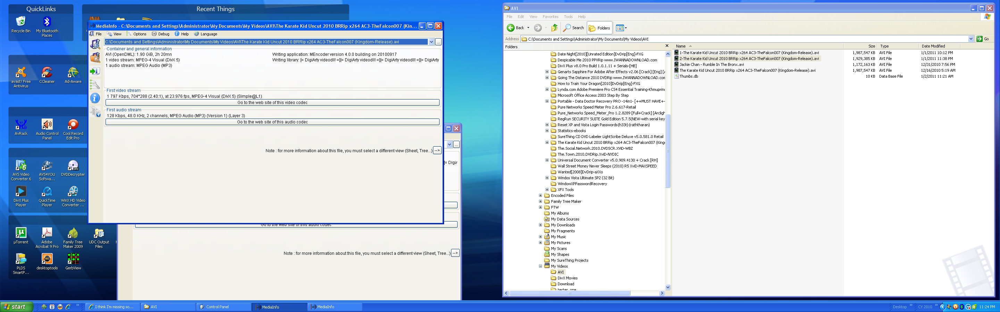 QuickLinks
Recent Things
Recycle Bin
My Bluetooth
Places
avast! Free
Antivirus
CCleaner
Ad-Aware
AvRack
Audio Control
Panel
Cool Record
Edit Pro
AVS Video
Converter 6
AVS4YOU
Softwa...
DVDDecrypter
DivX Plus
Player
QuickTime
Player
WinX HD Video
Converter ...
µTorrent
Adobe
Acrobat 9 Pro
Family Tree
Maker 2009
UDC Output
Files
PLDS
SmartP...
desktoptools
GerbView
MediaInfo - C:\Documents and Settings\Administrator\My Documents\My Videos\AVI\The Karate Kid Uncut 2010 BRRip x264 AC3-TheFalcon007 (Kin...
File View Options Debug Help Language
C:\Documents and Settings\Administrator\My Documents\My Videos\AVI\The Karate Kid Uncut 2010 BRRip x264 AC3-TheFalcon007 (Kingdom-Release).avi
...
Container and general information
AVI (OpenDML): 1.90 GiB, 2h 20mn
1 video stream: MPEG-4 Visual (DivX 5)
1 audio stream: MPEG Audio (MP3)
Writing application: MEncoder version 4.0.0 building on 20100917
Writing library: [= DigiArty videodll! =][= DigiArty videodll! =][= DigiArty videodll! =][= DigiArty
First video stream
1 797 Kbps, 704*288 (2.40:1), at 23.976 fps, MPEG-4 Visual (DivX 5) (Simple@L1)
Go to the web site of this video codec
First audio stream
128 Kbps, 48.0 KHz, 2 channels, MPEG Audio (MP3) (Version 1) (Layer 3)
Go to the web site of this audio codec
Note : for more information about this file, you must select a different view (Sheet, Tree...)
-->
...
[= DigiA
Go to the web site of this audio codec
Note : for more information about this file, you must select a different view (Sheet, Tree...)
-->
AVI
File Edit View Favorites Tools Help
Back Search Folders
Address C:\Documents and Settings\Administrator\My Documents\My Videos\AVI Go
Folders
Date Night[2010][Unrated Edition]DvDrip[Eng]-FXG
Despicable Me 2010 PPVRip www.IWANNADOWNLOAD.com
DivX Plus v8.0 Pro Build 1.0.1.11 + Serials-[HB]
Genarts Sapphire For Adobe After Effects v2.06 [Crack] [Eng] [A
Going The Distance 2010 DVDRip www.IWANNADOWNLOAD.com
How to Train Your Dragon[2010]DvDrip[Eng]-FXG
Lynda.com Adobe Premiere Pro CS4 Essential Training-Khmuprinc
Microsoft Office Access 2003 Step By Step
Portable - Data Doctor Recovery PRO -14in1- [++MUST HAVE+-
Pure Networks Speed Meter Pro 2.6.617-Retail
Pure_Networks Speed_Meter_Pro 1.2.8289 [Full+Crack] [Arcligh
RegRun SECURITY SUITE Gold Edition 5.7.5(NEW-with serial key
Reset XP and Vista Login Passwords{h33t}{raththaran}
Statistics-ebooks
SureThing CD DVD Labeler LightScribe Deluxe v5.0.581.0 Retail
The Karate Kid Uncut 2010 BRRip x264 AC3-TheFalcon007 (King
The.Social.Network.2010.DVDSCR.XViD-WBZ
The.Town.2010.DVDRip.XviD-NYDIC
Universal Document Converter v5.0.909.4130 + Crack [RH]
Wall Street Money Never Sleeps (2010) R5 XviD-MAXSPEED
Wanted[2008]DvDrip-aXXo
Windos Vista Ultimate SP2 (32 Bit)
WindowXPPasswordRecovery
XFX Tools
Encoded Files
Family Tree Maker
FTW
My Albums
My Data Sources
My Downloads
My Fragments
My Music
My Pictures
My Scans
My Shapes
My SureThing Projects
My Videos
AVI
DivX Movies
Download
tester_one
Name Size Type Date Modified
1-The Karate Kid Uncut 2010 BRRip x264 AC3-TheFalcon007 (Kingdom-Release).avi 1,987,547 KB AVI File 1/1/2011 10:12 PM
2-The Karate Kid Uncut 2010 BRRip x264 AC3-TheFalcon007 (Kingdom-Release).avi 1,929,385 KB AVI File 1/1/2011 11:38 PM
Jackie Chan - Rumble In The Bronx.avi 1,172,163 KB AVI File 12/31/2010 7:56 PM
The Karate Kid Uncut 2010 BRRip x264 AC3-TheFalcon007 (Kingdom-Release).avi 1,987,547 KB AVI File 12/16/2010 5:19 AM
Thumbs.db 10 KB Data Base File 1/2/2011 11:21 AM
start
I think I'm missing so...
AVI
Control Panel
MediaInfo
MediaInfo
Desktop
CY 2010
11:24 PM